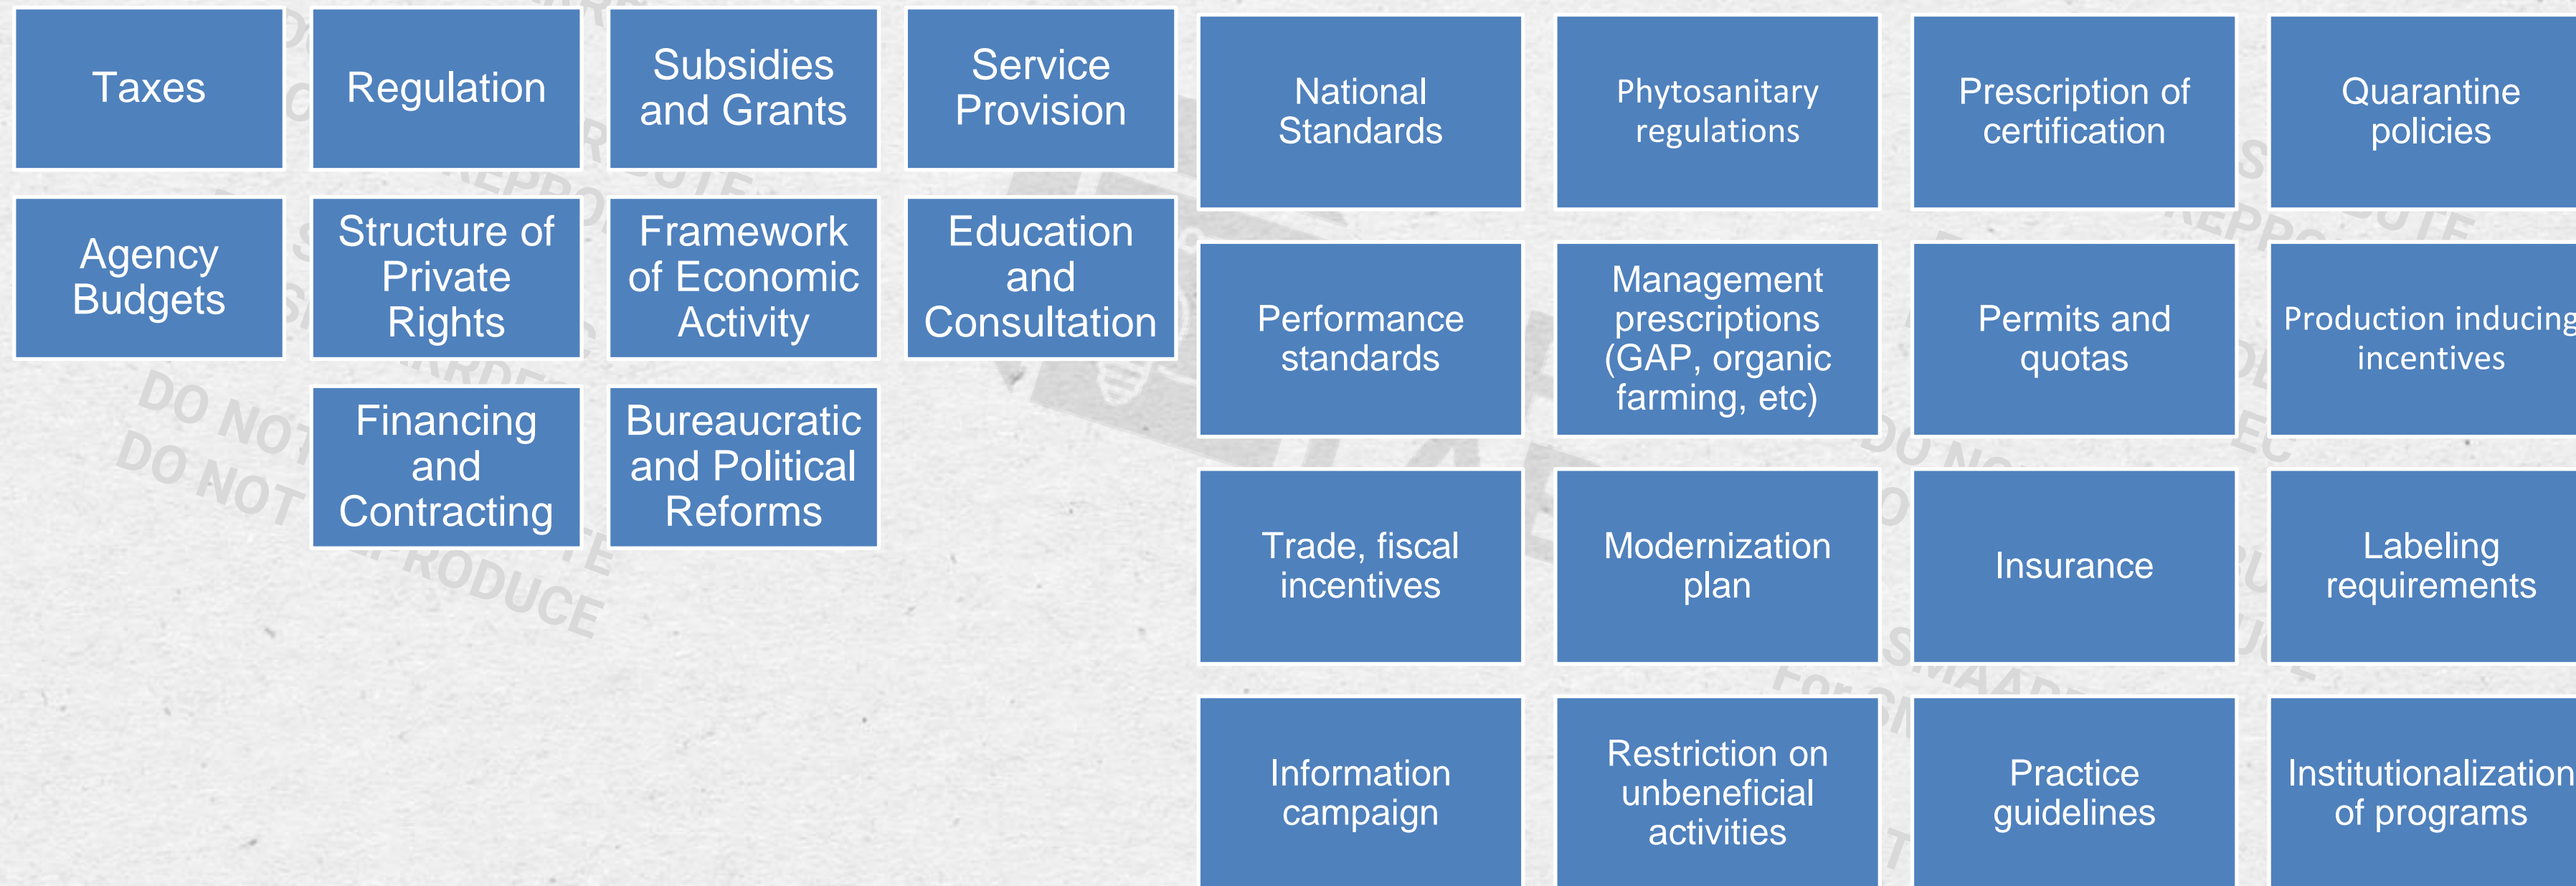 Taxes
Regulation
Subsidies
and Grants
Service
Provision
Agency
Budgets
Structure of
Private
Rights
Framework
of Economic
Activity
Education
and
Consultation
Financing
and
Contracting
Bureaucratic
and Political
Reforms
National
Standards
Phytosanitary
regulations
Prescription of
certification
Quarantine
policies
Performance
standards
Management
prescriptions
(GAP, organic
farming, etc)
Permits and
quotas
Production inducing
incentives
Trade, fiscal
incentives
Modernization
plan
Insurance
Labeling
requirements
Information
campaign
Restriction on
unbeneficial
activities
Practice
guidelines
Institutionalization
of programs
DO NOT
DO NOT